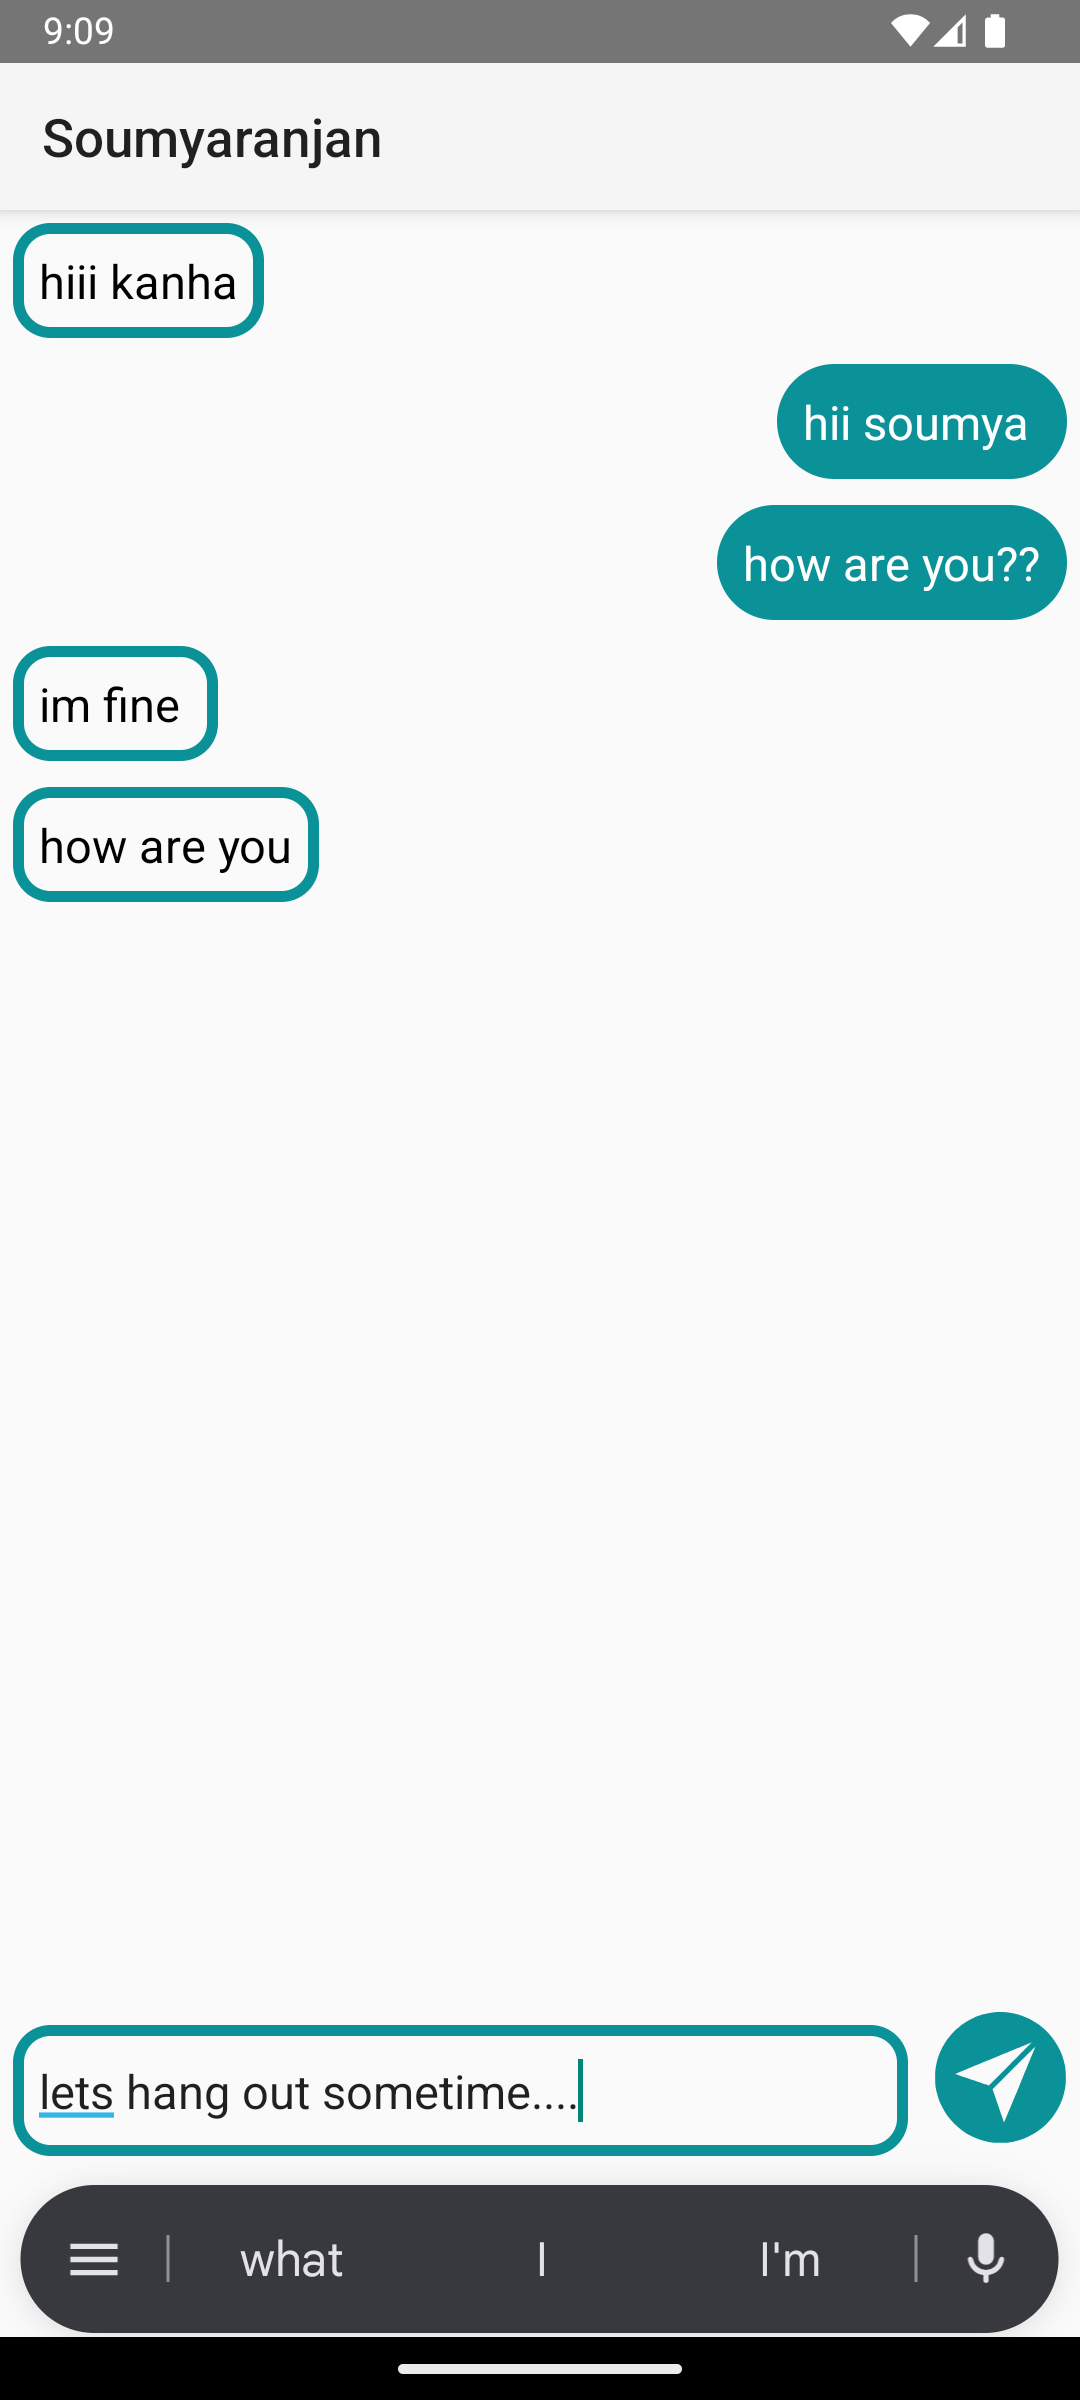 9:09
Soumyaranjan
hiii kanha
hii soumya
how are you??
im fine
how are you
lets hang out sometime....
what I I'm